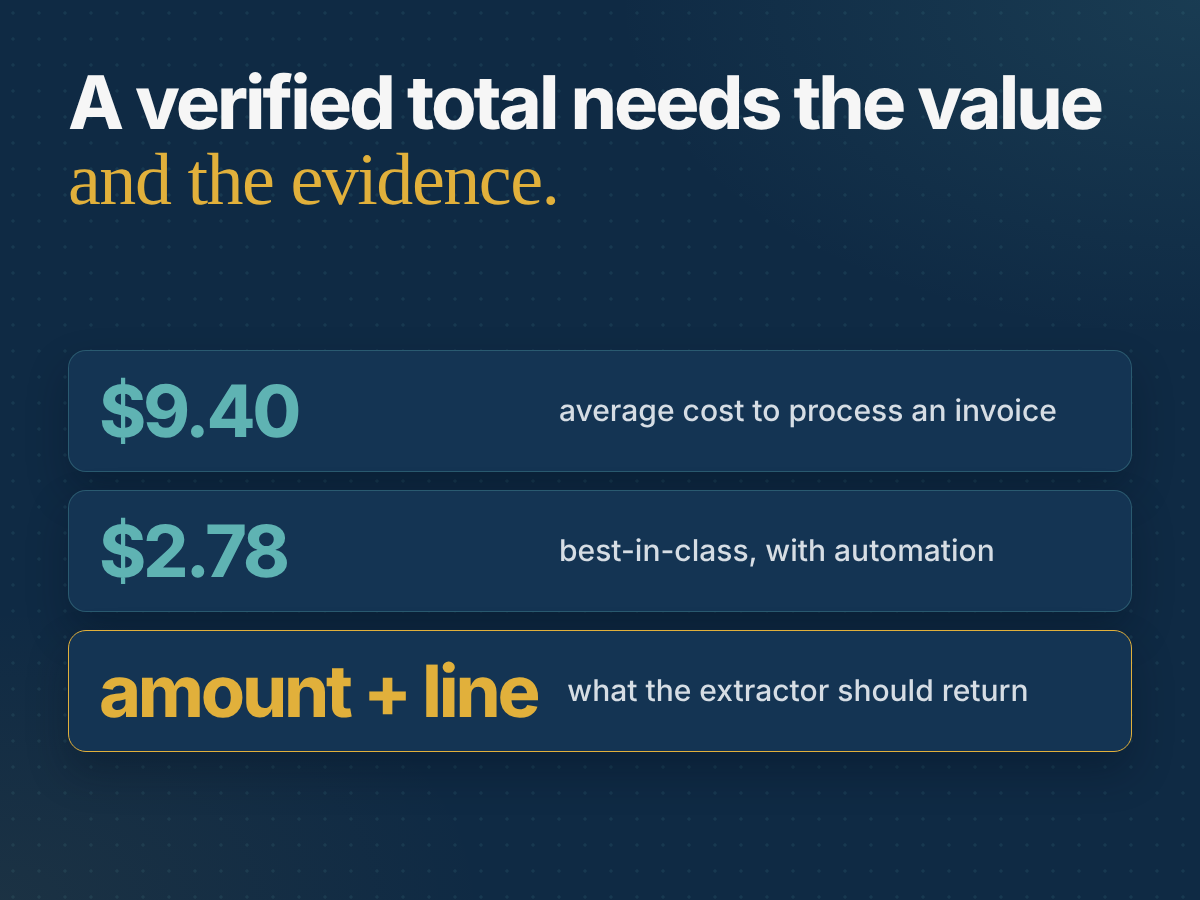 A verified total needs the value
and the evidence.
$9.40 average cost to process an invoice
$2.78 best-in-class, with automation
amount + line what the extractor should return